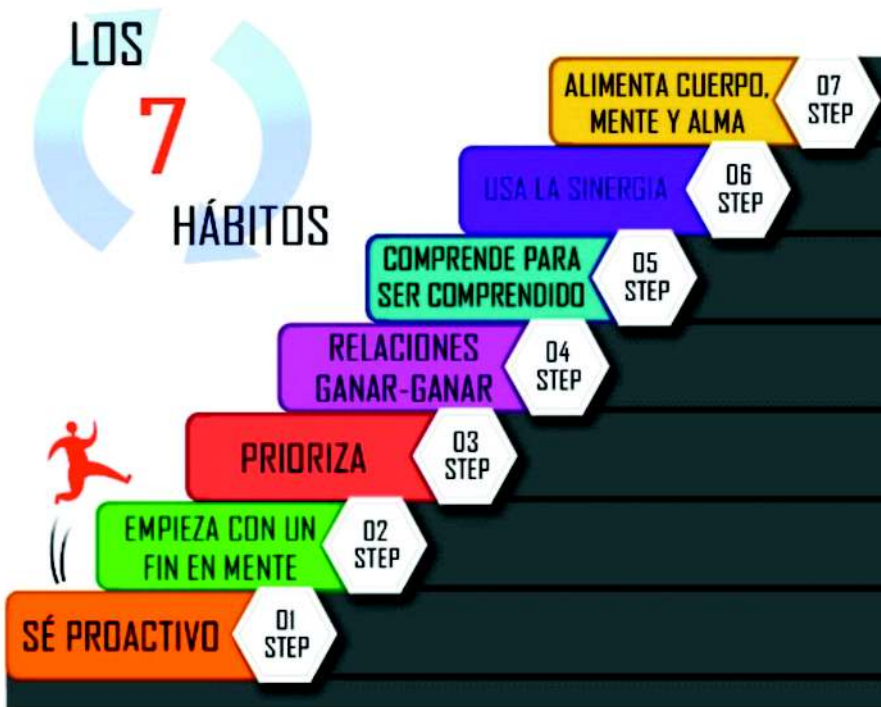 LOS
7
HÁBITOS
ALIMENTA CUERPO,
MENTE Y ALMA
07
STEP
USA LA SINERGIA
06
STEP
COMPRENDE PARA
SER COMPRENDIDO
05
STEP
RELACIONES
GANAR-GANAR
04
STEP
PRIORIZA
03
STEP
EMPIEZA CON UN
FIN EN MENTE
02
STEP
SÉ PROACTIVO
01
STEP